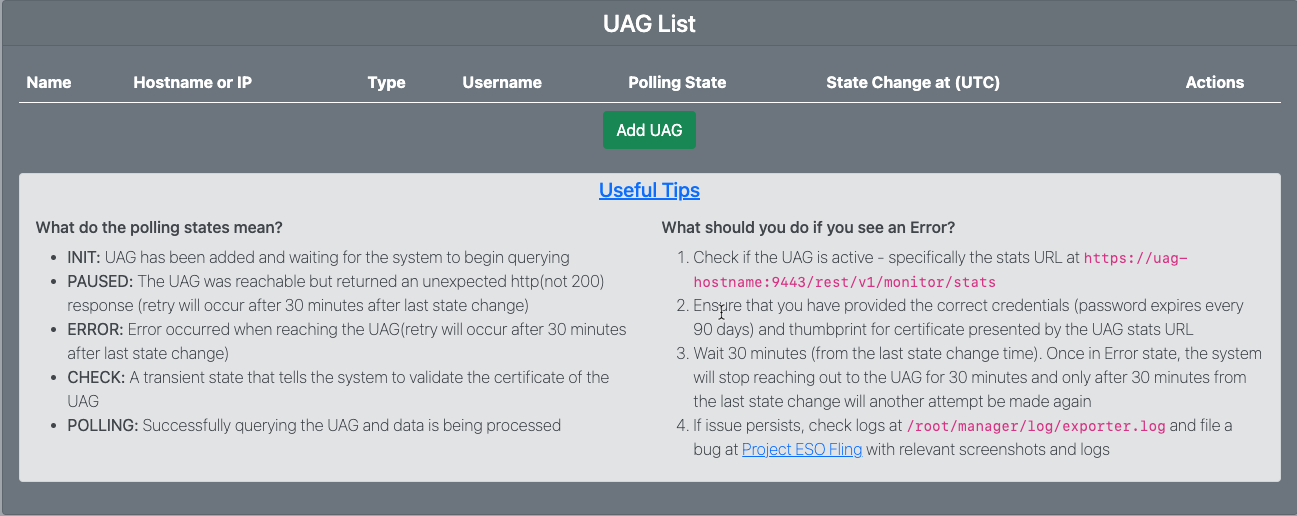 UAG List
Name Hostname or IP Type Username Polling State State Change at (UTC) Actions
Add UAG
Useful Tips
What do the polling states mean?
• INIT: UAG has been added and waiting for the system to begin querying
• PAUSED: The UAG was reachable but returned an unexpected http(not 200)
response (retry will occur after 30 minutes after last state change)
• ERROR: Error occurred when reaching the UAG(retry will occur after 30 minutes
after last state change)
• CHECK: A transient state that tells the system to validate the certificate of the
UAG
• POLLING: Successfully querying the UAG and data is being processed
What should you do if you see an Error?
1. Check if the UAG is active - specifically the stats URL at https://uag-
hostname:9443/rest/v1/monitor/stats
2. Ensure that you have provided the correct credentials (password expires every
90 days) and thumbprint for certificate presented by the UAG stats URL
3. Wait 30 minutes (from the last state change time). Once in Error state, the system
will stop reaching out to the UAG for 30 minutes and only after 30 minutes from
the last state change will another attempt be made again
4. If issue persists, check logs at /root/manager/log/exporter.log and file a
bug at Project ESO Fling with relevant screenshots and logs